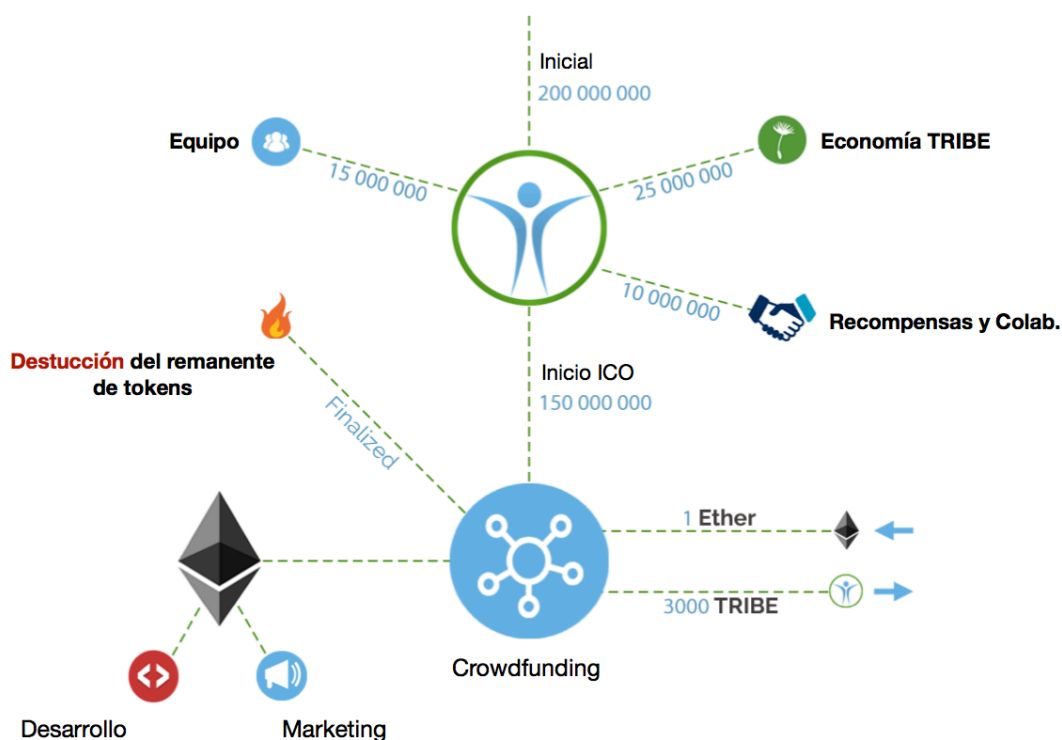 Inicial
200 000 000
Equipo
15 000 000
Economía TRIBE
25 000 000
10 000 000
Recompensas y Colab.
Destucción del remanente
de tokens
Finalized
Inicio ICO
150 000 000
1 Ether
3000 TRIBE
Crowdfunding
Desarrollo
Marketing